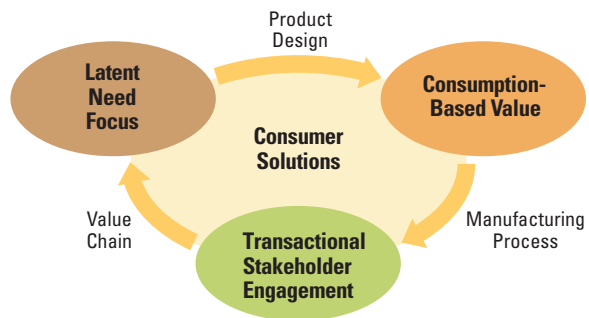 Product
Design
Latent
Need
Focus
Consumption-
Based Value
Consumer
Solutions
Value
Chain
Manufacturing
Process
Transactional
Stakeholder
Engagement